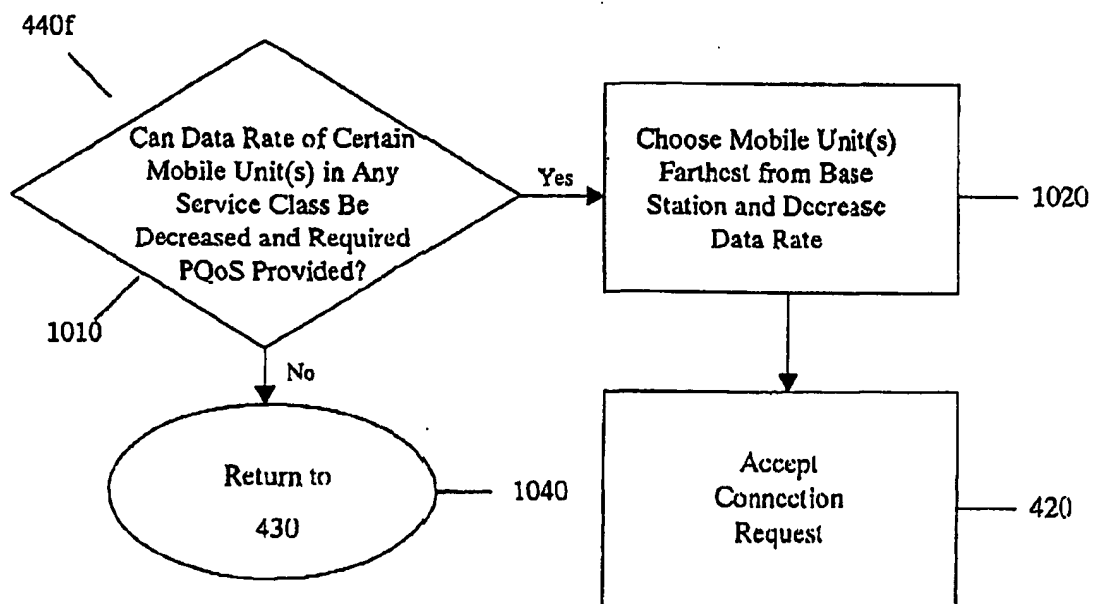 440f
Can Data Rate of Certain
Mobile Unit(s) in Any
Service Class Be
Decreased and Required
PQoS Provided?
1010
Yes
Choose Mobile Unit(s)
Farthest from Base
Station and Decrease
Data Rate
1020
No
Return to
430
1040
Accept
Connection
Request
420